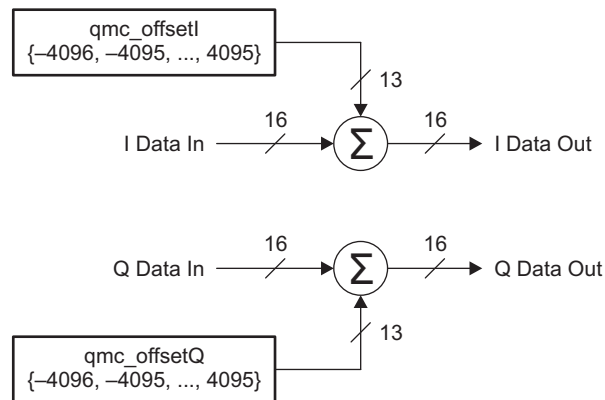 qmc_offsetI
{–4096, –4095, ..., 4095}
13
16
16
I Data In
Σ
I Data Out
16
16
Q Data In
Σ
Q Data Out
13
qmc_offsetQ
{–4096, –4095, ..., 4095}